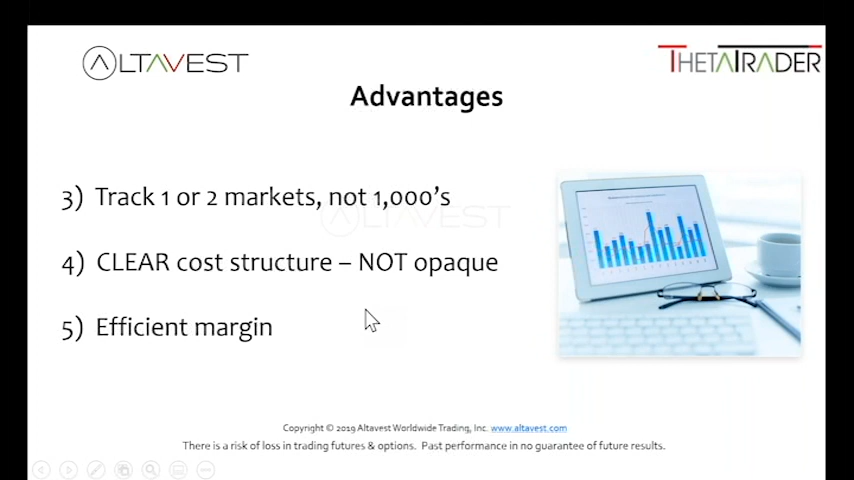 ALTAVEST
THETATRADER
Advantages
3) Track 1 or 2 markets, not 1,000's
ALTAVEST
4) CLEAR cost structure – NOT opaque
5) Efficient margin
Copyright © 2019 Altavest Worldwide Trading, Inc. www.altavest.com
There is a risk of loss in trading futures & options. Past performance in no guarantee of future results.